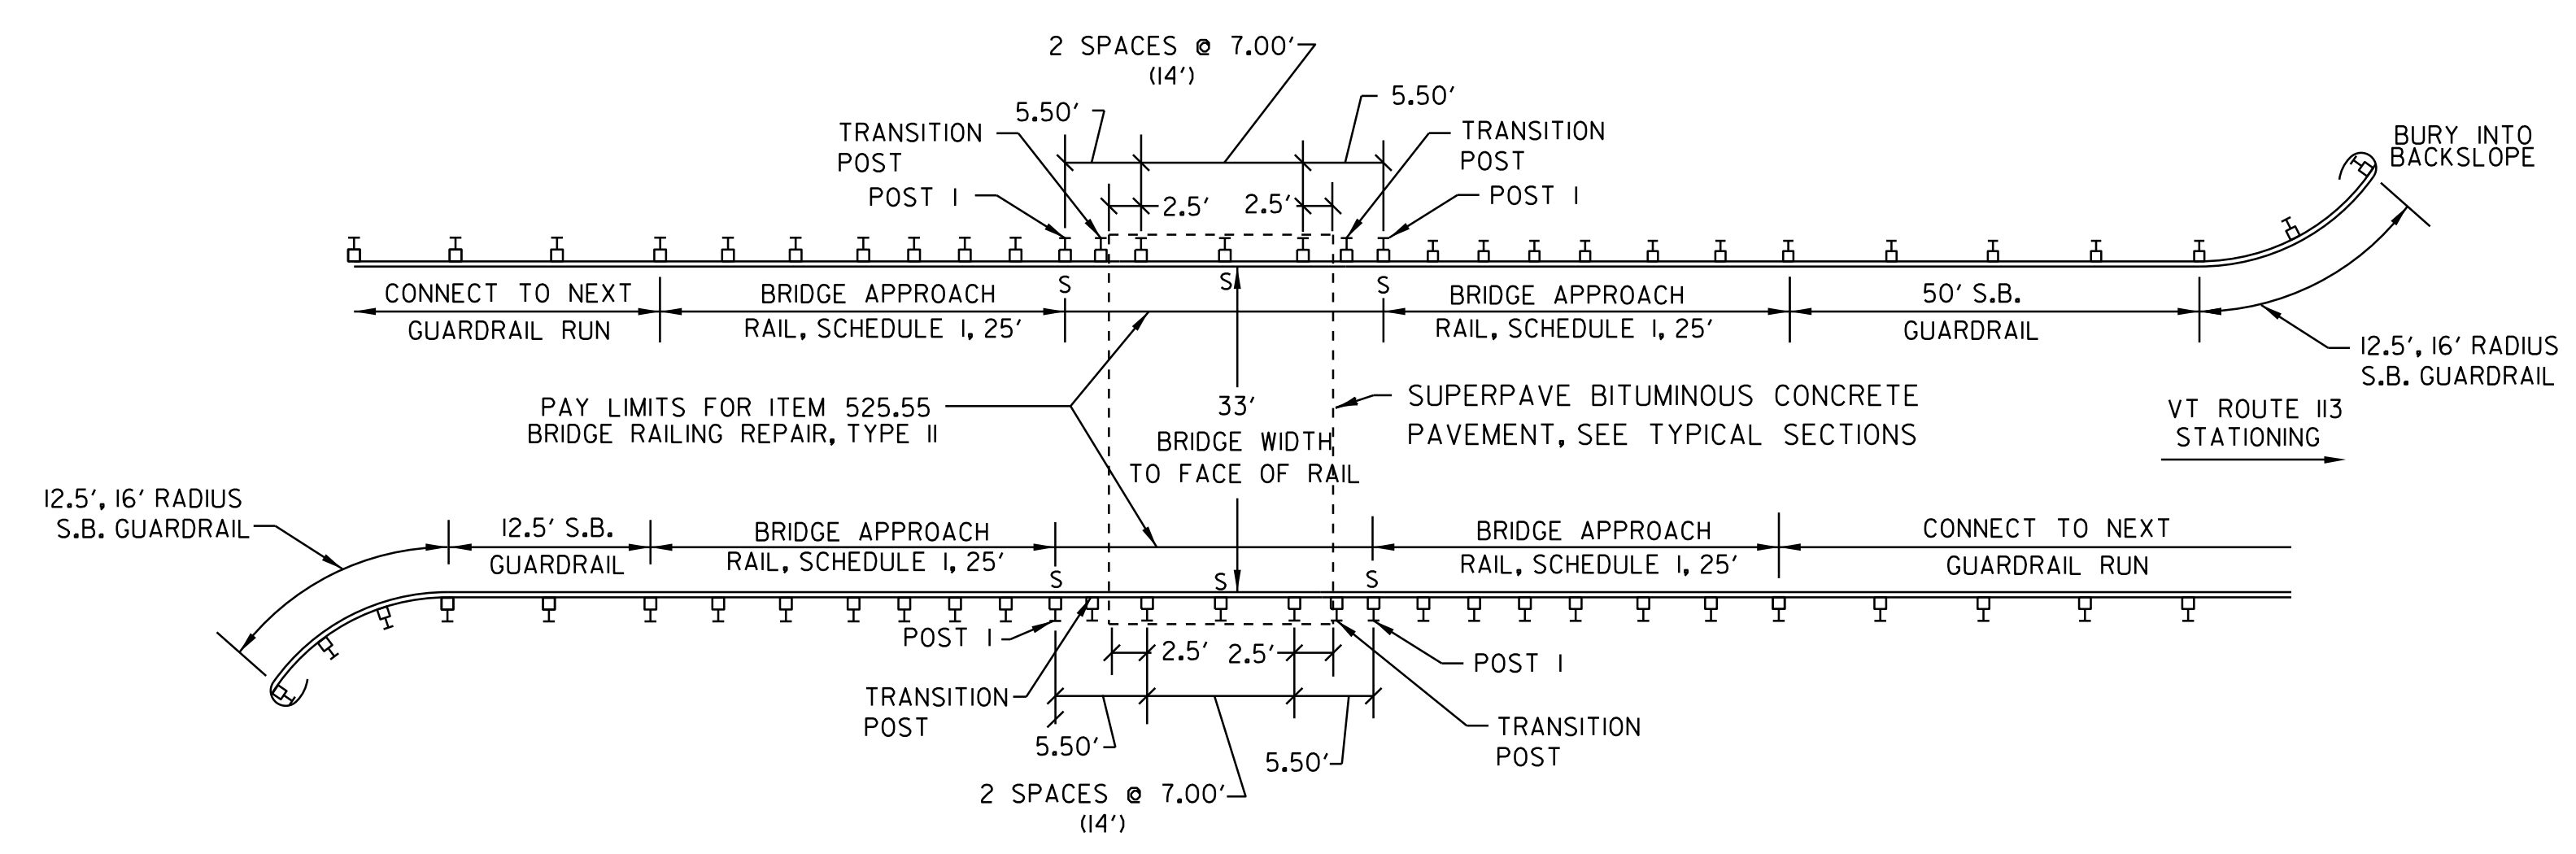 2 SPACES @ 7.00'
(14')
5.50'
5.50'
TRANSITION
POST
TRANSITION
POST
POST 1
POST 1
2.5'
2.5'
BURY INTO
BACKSLOPE
S
S
S
CONNECT TO NEXT
GUARDRAIL RUN
BRIDGE APPROACH
RAIL, SCHEDULE 1, 25'
BRIDGE APPROACH
RAIL, SCHEDULE 1, 25'
50' S.B.
GUARDRAIL
12.5', 16' RADIUS
S.B. GUARDRAIL
PAY LIMITS FOR ITEM 525.55
BRIDGE RAILING REPAIR, TYPE II
33'
BRIDGE WIDTH
TO FACE OF RAIL
SUPERPAVE BITUMINOUS CONCRETE
PAVEMENT, SEE TYPICAL SECTIONS
VT ROUTE 113
STATIONING
12.5', 16' RADIUS
S.B. GUARDRAIL
12.5' S.B.
GUARDRAIL
BRIDGE APPROACH
RAIL, SCHEDULE 1, 25'
BRIDGE APPROACH
RAIL, SCHEDULE 1, 25'
CONNECT TO NEXT
GUARDRAIL RUN
S
S
S
POST 1
2.5'
2.5'
POST 1
TRANSITION
POST
TRANSITION
POST
5.50'
5.50'
2 SPACES @ 7.00'
(14')